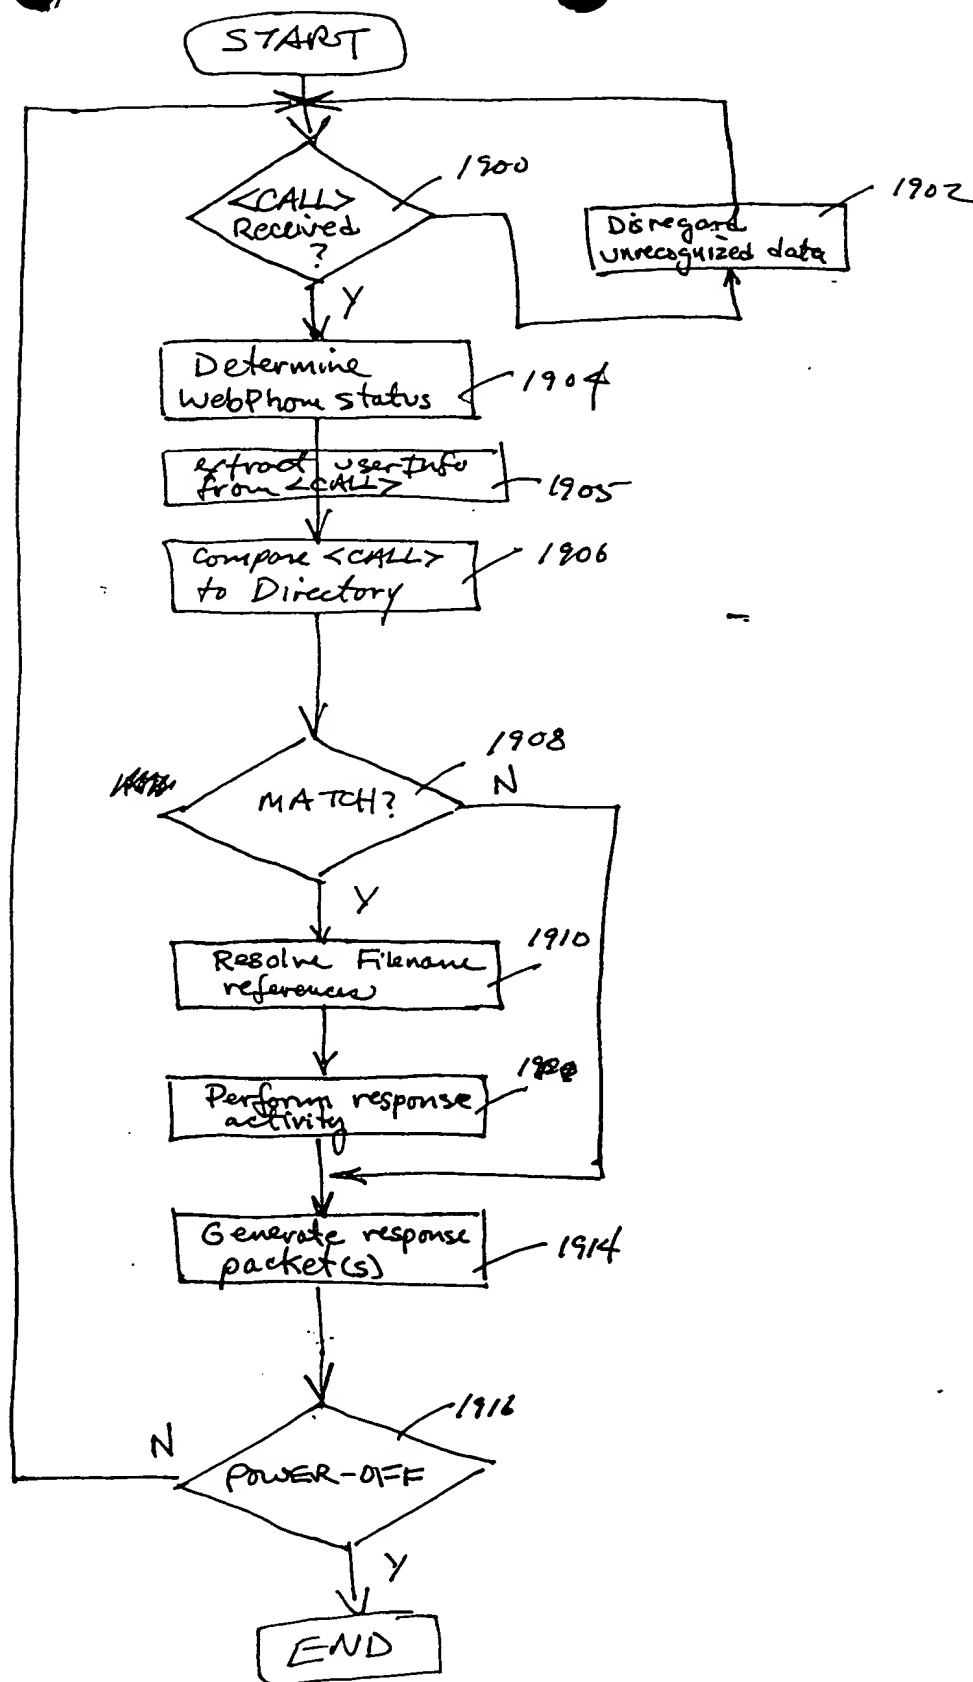 START
1900
<CALL>
Received
?
1902
Disregard
unrecognized data
Y
Determine
WebPhone status
1904
extract userInfo
from <CALL>
1905
Compare <CALL>
to Directory
1906
1908
MATCH?
N
Y
1910
Resolve Filename
references
Perform response
activity
Generate response
packet(s)
1914
1916
N
POWER-OFF
Y
END